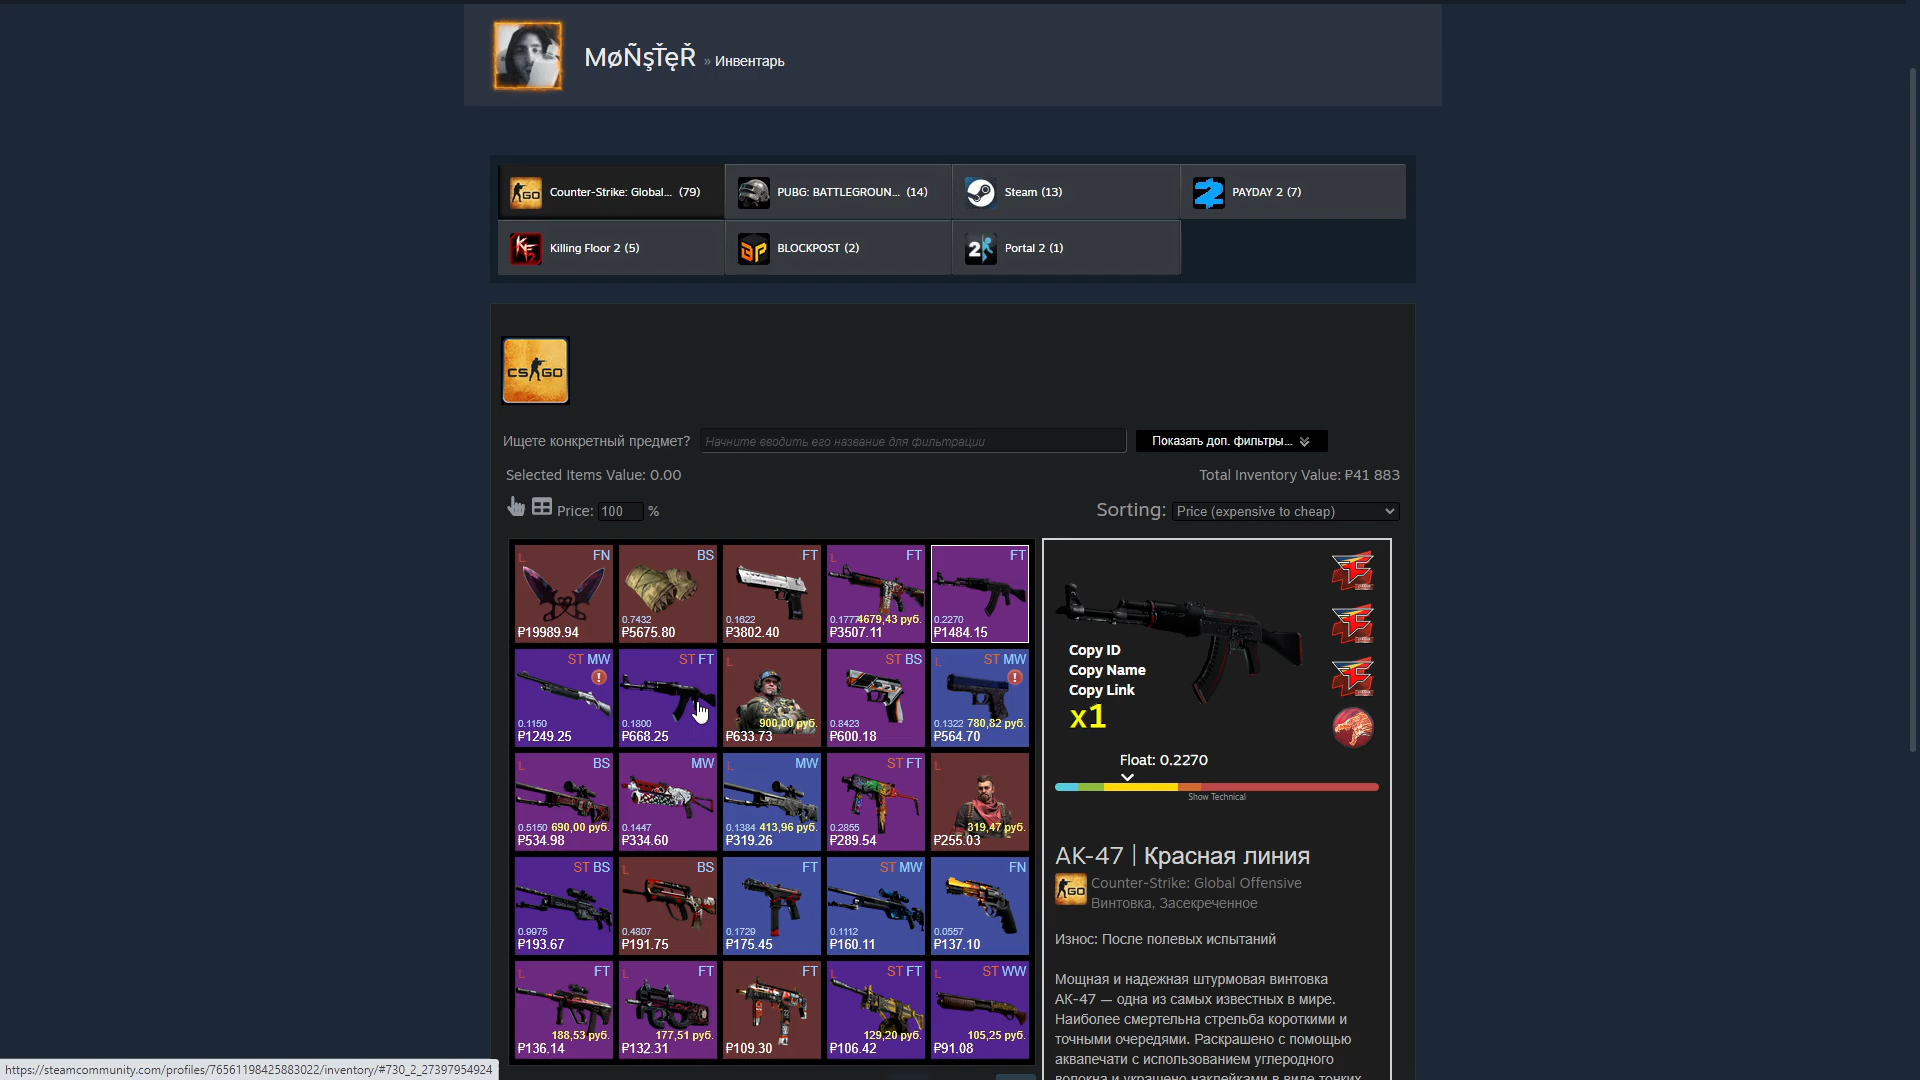 MøÑşŤęŘ » Инвентарь
Counter-Strike: Global... (79)
PUBG: BATTLEGROUN... (14)
Steam (13)
PAYDAY 2 (7)
Killing Floor 2 (5)
BLOCKPOST (2)
Portal 2 (1)
CS GO
Ищете конкретный предмет?
Начните вводить его название для фильтрации
Показать доп. фильтры...
Selected Items Value: 0.00
Total Inventory Value: ₽41 883
Price: 100 %
Sorting: Price (expensive to cheap)
L FN
₽19989.94
BS
0.7432
₽5675.80
FT
0.1622
₽3802.40
L FT
0.1777 4679,43 руб.
₽3507.11
FT
0.2270
₽1484.15
ST MW
0.1150
₽1249.25
ST FT
0.1800
₽668.25
L
900,00 руб.
₽633.73
ST BS
0.8423
₽600.18
L ST MW
0.1322 780,82 руб.
₽564.70
L BS
0.5150 690,00 руб.
₽534.98
MW
0.1447
₽334.60
L MW
0.1384 413,96 руб.
₽319.26
ST FT
0.2855
₽289.54
L
319,47 руб.
₽255.03
ST BS
0.9975
₽193.67
L BS
0.4807
₽191.75
FT
0.1729
₽175.45
ST MW
0.1112
₽160.11
FN
0.0557
₽137.10
L FT
188,53 руб.
₽136.14
L FT
177,51 руб.
₽132.31
FT
₽109.30
L ST FT
129,20 руб.
₽106.42
L ST WW
105,25 руб.
₽91.08
Copy ID
Copy Name
Copy Link
x1
Float: 0.2270
Show Technical
АК-47 | Красная линия
Counter-Strike: Global Offensive
Винтовка, Засекреченное
Износ: После полевых испытаний
Мощная и надежная штурмовая винтовка
АК-47 — одна из самых известных в мире.
Наиболее смертельна стрельба короткими и
точными очередями. Раскрашено с помощью
аквапечати с использованием углеродного
волокна и украшено наклейками в виде тонких
https://steamcommunity.com/profiles/76561198425883022/inventory/#730_2_27397954924